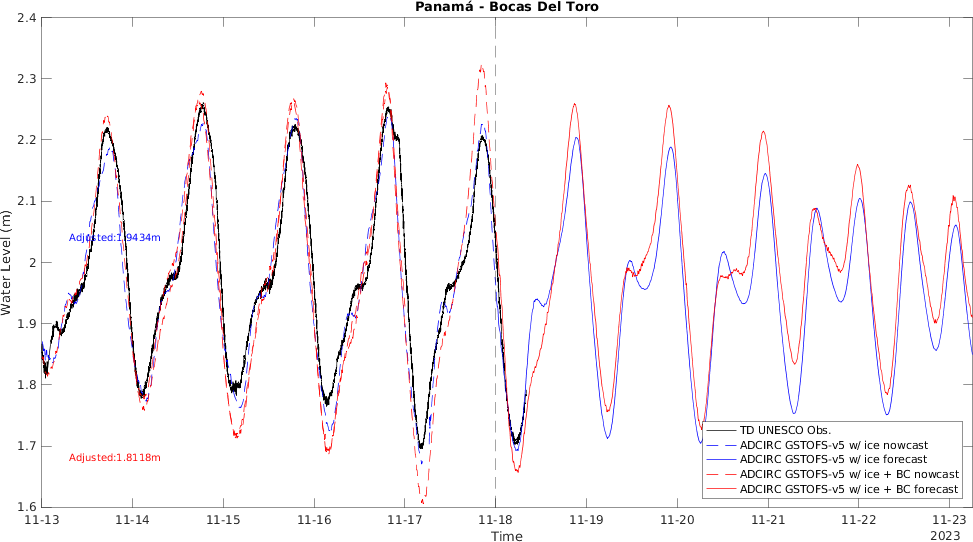 Panamá - Bocas Del Toro
2.4
2.3
2.2
2.1
2
1.9
1.8
1.7
1.6
Water Level (m)
Adjusted:1.9434m
Adjusted:1.8118m
TD UNESCO Obs.
ADCIRC GSTOFS-v5 w/ ice nowcast
ADCIRC GSTOFS-v5 w/ ice forecast
ADCIRC GSTOFS-v5 w/ ice + BC nowcast
ADCIRC GSTOFS-v5 w/ ice + BC forecast
11-13 11-14 11-15 11-16 11-17 11-18 11-19 11-20 11-21 11-22 11-23
Time
2023